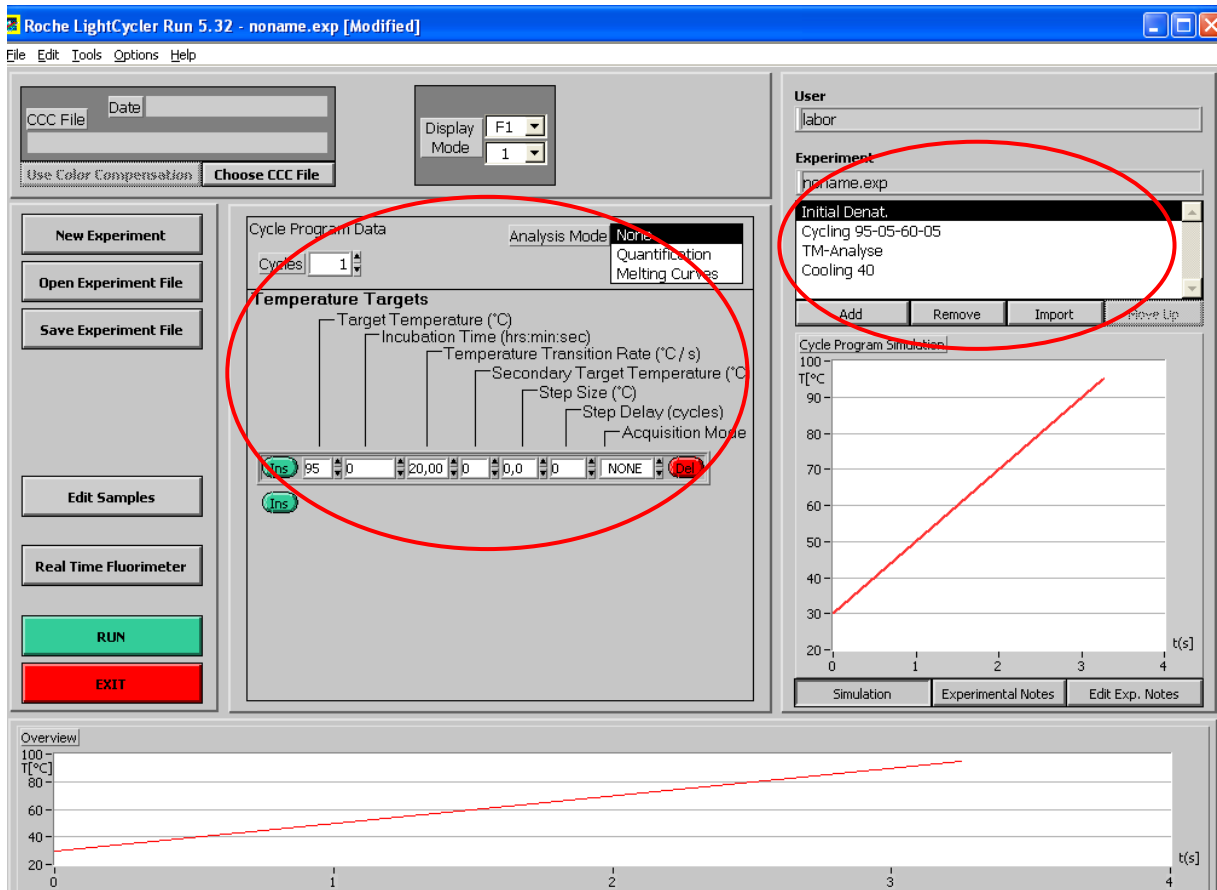 Roche LightCycler Run 5.32 - noname.exp [Modified]
File Edit Tools Options Help
CCC File
Date
Use Color Compensation
Choose CCC File
Display Mode
F1
1
User
labor
Experiment
noname.exp
Initial Denat.
Cycling 95-05-60-05
TM-Analyse
Cooling 40
Add Remove Import Move Up
New Experiment
Open Experiment File
Save Experiment File
Edit Samples
Real Time Fluorimeter
RUN
EXIT
Cycle Program Data
Cycles 1
Analysis Mode
None
Quantification
Melting Curves
Temperature Targets
Target Temperature (°C)
Incubation Time (hrs:min:sec)
Temperature Transition Rate (°C / s)
Secondary Target Temperature (°C
Step Size (°C)
Step Delay (cycles)
Acquisition Mode
Ins 95 0 20,00 0 0,0 0 NONE Del
Ins
Cycle Program Simulation
100
T[°C
90
80
70
60
50
40
30
20
0 1 2 3 4
t(s]
Simulation Experimental Notes Edit Exp. Notes
Overview
100
T[°C]
80
60
40
20
0 1 2 3 4
t(s]